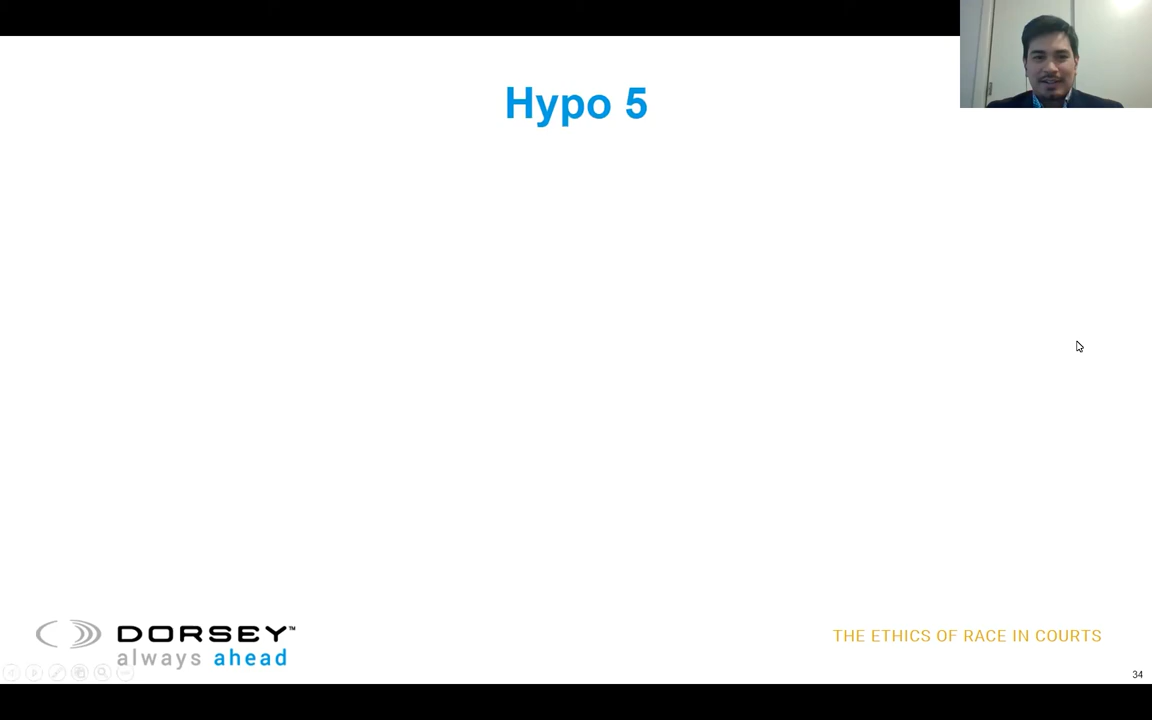 Hypo 5
DORSEY™
always ahead
THE ETHICS OF RACE IN COURTS
34